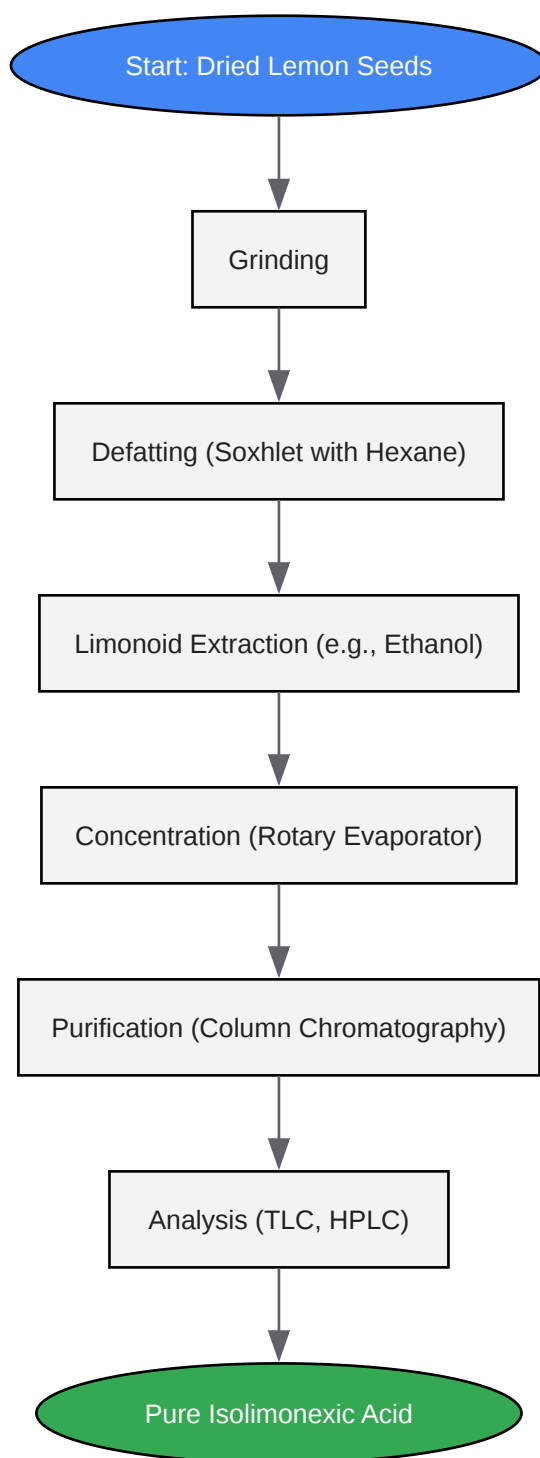 Start: Dried Lemon Seeds
Grinding
Defatting (Soxhlet with Hexane)
Limonoid Extraction (e.g., Ethanol)
Concentration (Rotary Evaporator)
Purification (Column Chromatography)
Analysis (TLC, HPLC)
Pure Isolimonexic Acid